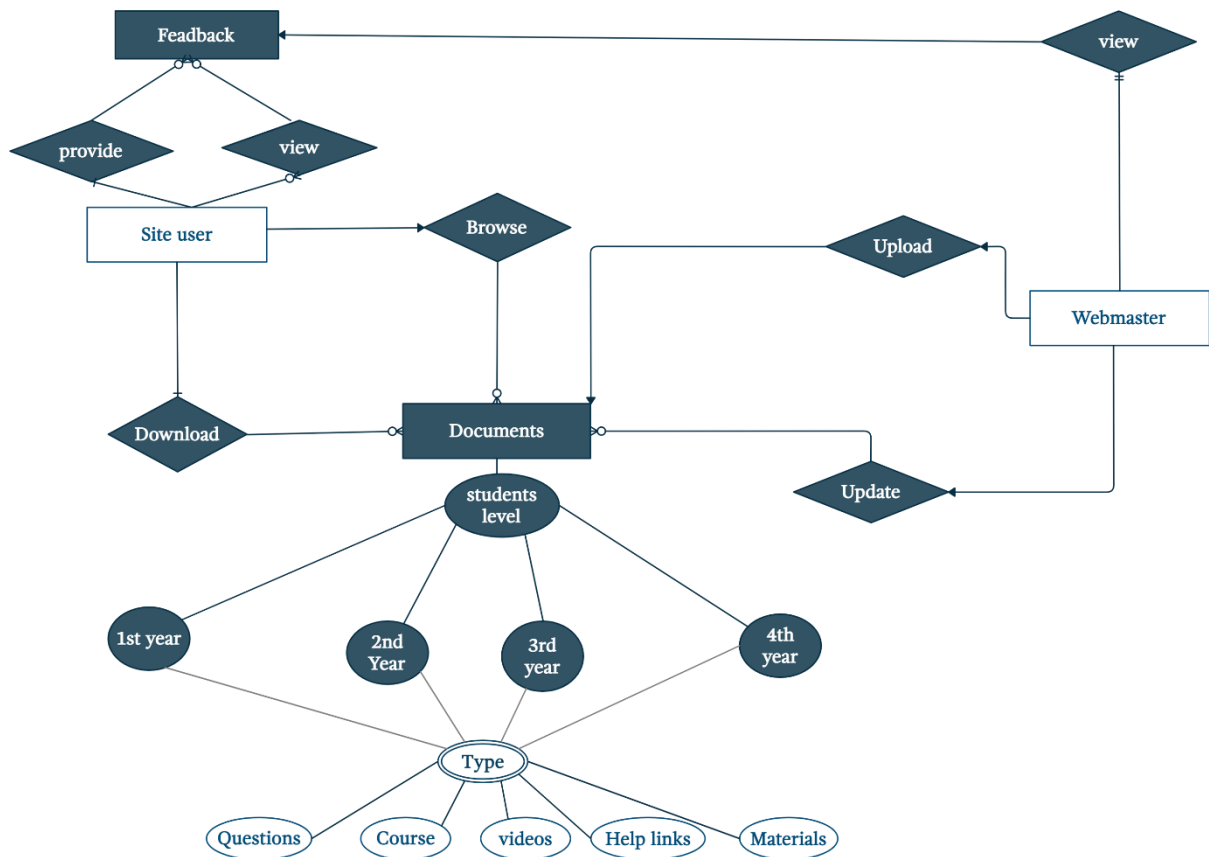 Feadback
view
provide
view
Site user
Browse
Upload
Webmaster
Download
Documents
Update
students
level
1st year
2nd
Year
3rd
year
4th
year
Type
Questions
Course
videos
Help links
Materials